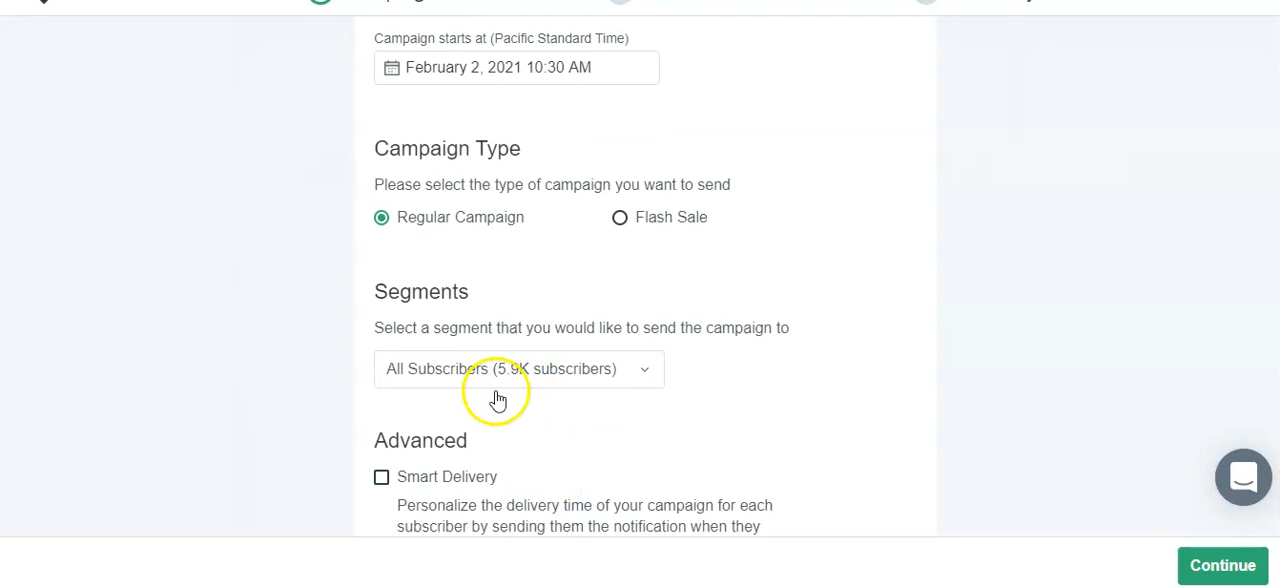 Campaign starts at (Pacific Standard Time)
February 2, 2021 10:30 AM
Campaign Type
Please select the type of campaign you want to send
Regular Campaign
Flash Sale
Segments
Select a segment that you would like to send the campaign to
All Subscribers (5.9K subscribers)
Advanced
Smart Delivery
Personalize the delivery time of your campaign for each
subscriber by sending them the notification when they
Continue